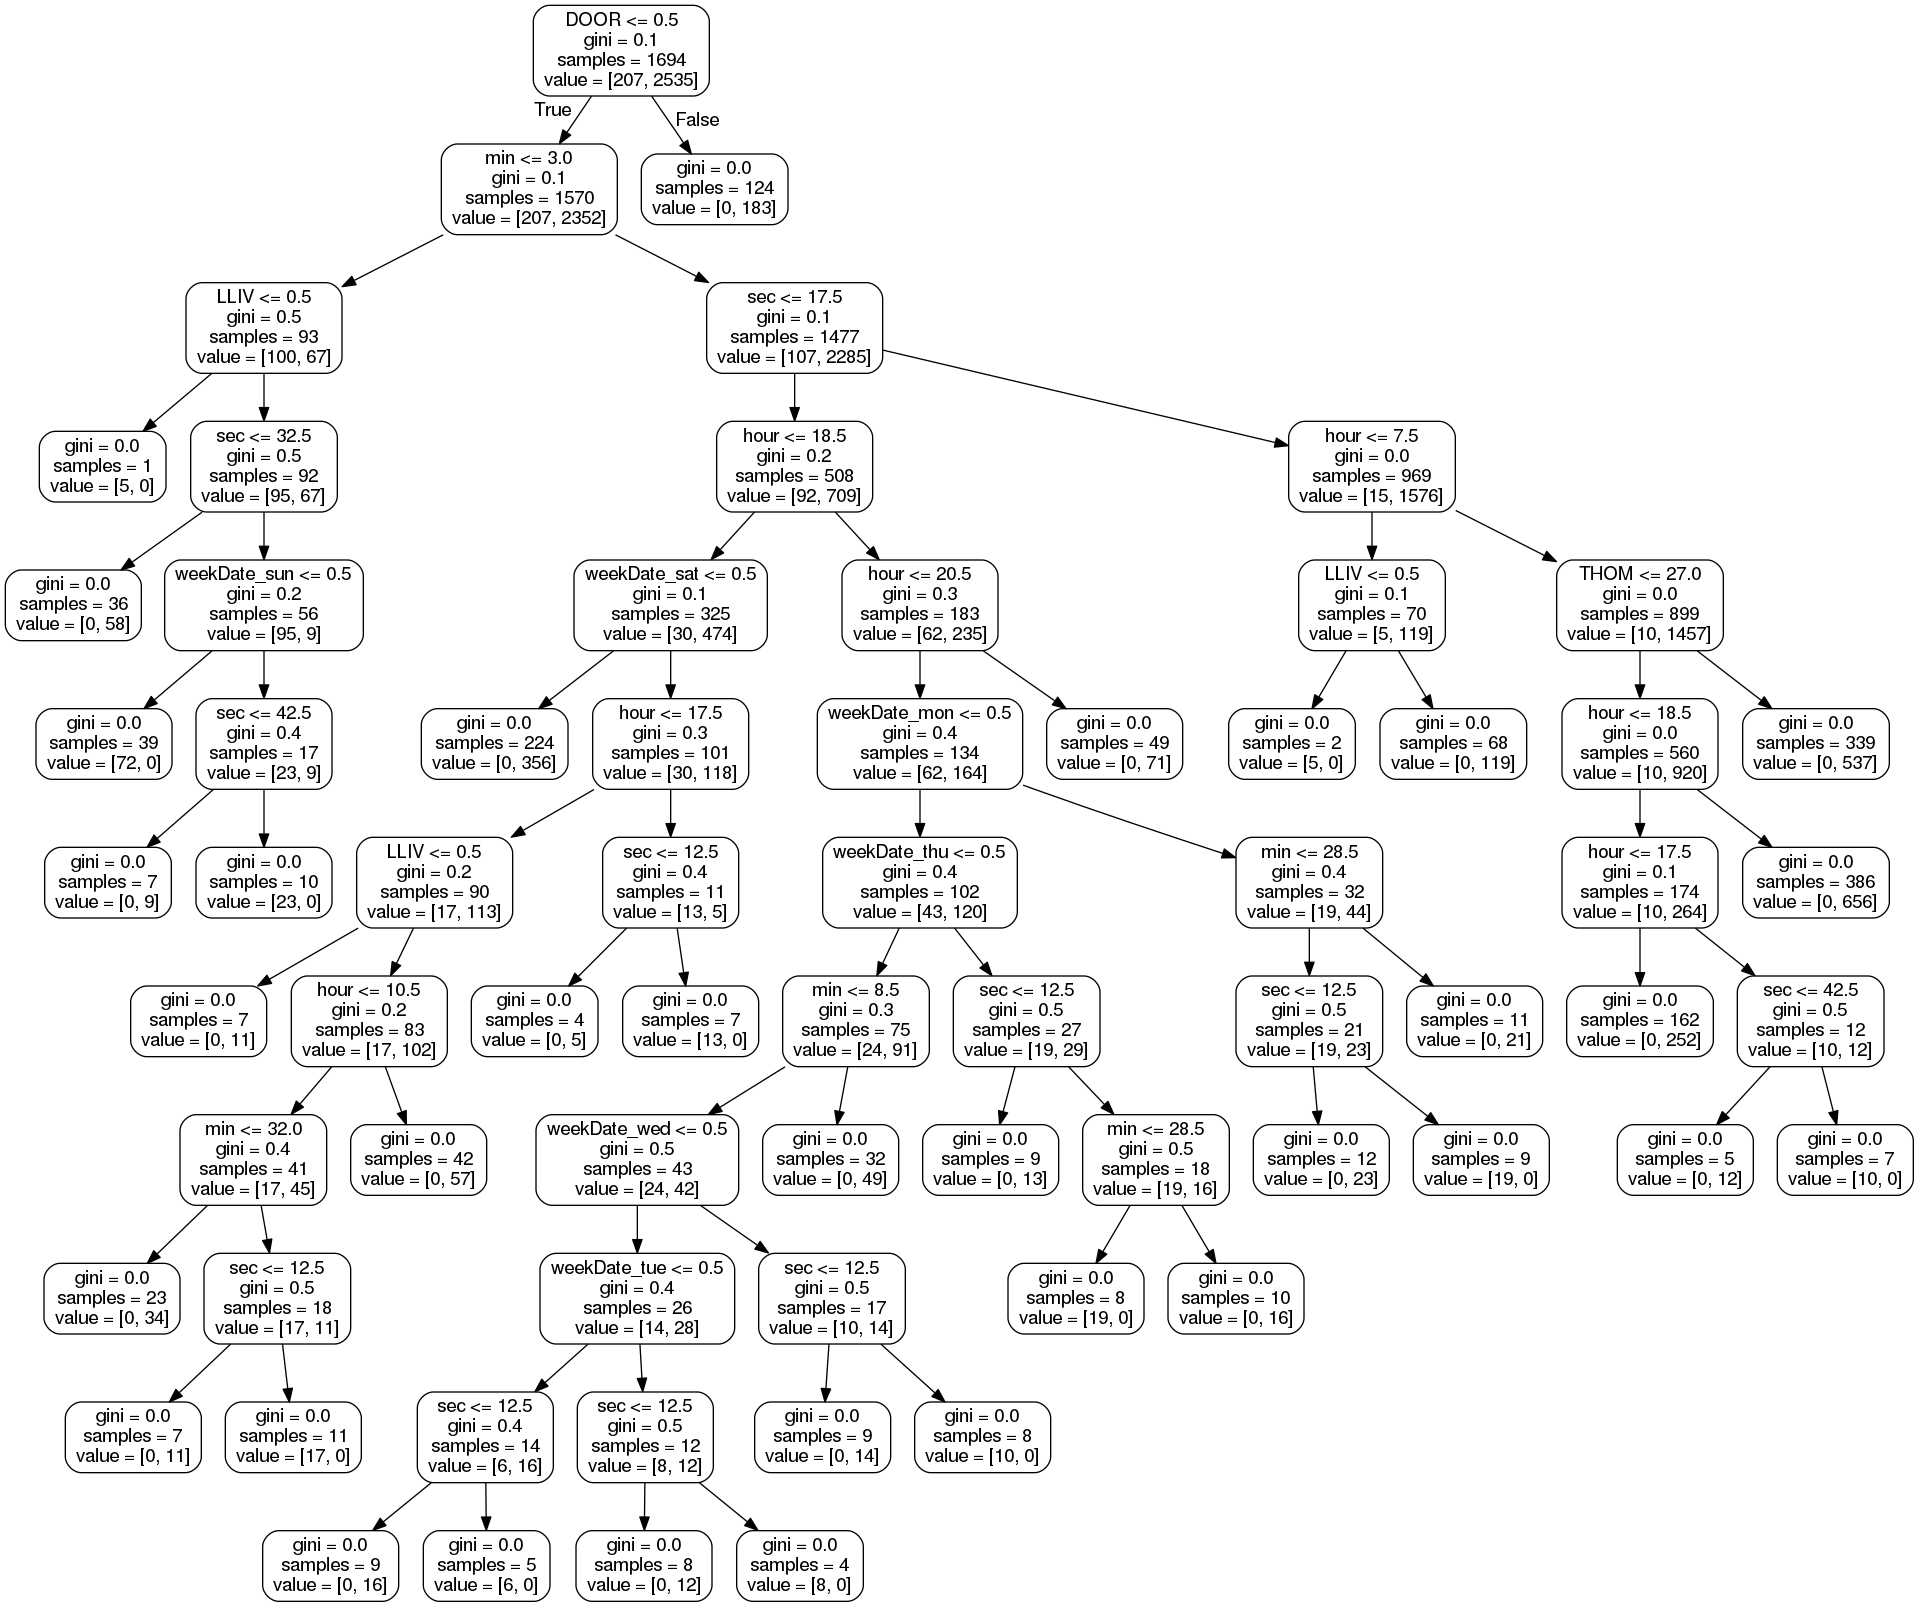 DOOR <= 0.5
gini = 0.1
samples = 1694
value = [207, 2535]
True
False
min <= 3.0
gini = 0.1
samples = 1570
value = [207, 2352]
gini = 0.0
samples = 124
value = [0, 183]
LLIV <= 0.5
gini = 0.5
samples = 93
value = [100, 67]
sec <= 17.5
gini = 0.1
samples = 1477
value = [107, 2285]
gini = 0.0
samples = 1
value = [5, 0]
sec <= 32.5
gini = 0.5
samples = 92
value = [95, 67]
hour <= 18.5
gini = 0.2
samples = 508
value = [92, 709]
hour <= 7.5
gini = 0.0
samples = 969
value = [15, 1576]
gini = 0.0
samples = 36
value = [0, 58]
weekDate_sun <= 0.5
gini = 0.2
samples = 56
value = [95, 9]
weekDate_sat <= 0.5
gini = 0.1
samples = 325
value = [30, 474]
hour <= 20.5
gini = 0.3
samples = 183
value = [62, 235]
LLIV <= 0.5
gini = 0.1
samples = 70
value = [5, 119]
THOM <= 27.0
gini = 0.0
samples = 899
value = [10, 1457]
gini = 0.0
samples = 39
value = [72, 0]
sec <= 42.5
gini = 0.4
samples = 17
value = [23, 9]
gini = 0.0
samples = 224
value = [0, 356]
hour <= 17.5
gini = 0.3
samples = 101
value = [30, 118]
weekDate_mon <= 0.5
gini = 0.4
samples = 134
value = [62, 164]
gini = 0.0
samples = 49
value = [0, 71]
gini = 0.0
samples = 2
value = [5, 0]
gini = 0.0
samples = 68
value = [0, 119]
hour <= 18.5
gini = 0.0
samples = 560
value = [10, 920]
gini = 0.0
samples = 339
value = [0, 537]
gini = 0.0
samples = 7
value = [0, 9]
gini = 0.0
samples = 10
value = [23, 0]
LLIV <= 0.5
gini = 0.2
samples = 90
value = [17, 113]
sec <= 12.5
gini = 0.4
samples = 11
value = [13, 5]
weekDate_thu <= 0.5
gini = 0.4
samples = 102
value = [43, 120]
min <= 28.5
gini = 0.4
samples = 32
value = [19, 44]
hour <= 17.5
gini = 0.1
samples = 174
value = [10, 264]
gini = 0.0
samples = 386
value = [0, 656]
gini = 0.0
samples = 7
value = [0, 11]
hour <= 10.5
gini = 0.2
samples = 83
value = [17, 102]
gini = 0.0
samples = 4
value = [0, 5]
gini = 0.0
samples = 7
value = [13, 0]
min <= 8.5
gini = 0.3
samples = 75
value = [24, 91]
sec <= 12.5
gini = 0.5
samples = 27
value = [19, 29]
sec <= 12.5
gini = 0.5
samples = 21
value = [19, 23]
gini = 0.0
samples = 11
value = [0, 21]
gini = 0.0
samples = 162
value = [0, 252]
sec <= 42.5
gini = 0.5
samples = 12
value = [10, 12]
min <= 32.0
gini = 0.4
samples = 41
value = [17, 45]
gini = 0.0
samples = 42
value = [0, 57]
weekDate_wed <= 0.5
gini = 0.5
samples = 43
value = [24, 42]
gini = 0.0
samples = 32
value = [0, 49]
gini = 0.0
samples = 9
value = [0, 13]
min <= 28.5
gini = 0.5
samples = 18
value = [19, 16]
gini = 0.0
samples = 12
value = [0, 23]
gini = 0.0
samples = 9
value = [19, 0]
gini = 0.0
samples = 5
value = [0, 12]
gini = 0.0
samples = 7
value = [10, 0]
gini = 0.0
samples = 23
value = [0, 34]
sec <= 12.5
gini = 0.5
samples = 18
value = [17, 11]
weekDate_tue <= 0.5
gini = 0.4
samples = 26
value = [14, 28]
sec <= 12.5
gini = 0.5
samples = 17
value = [10, 14]
gini = 0.0
samples = 8
value = [19, 0]
gini = 0.0
samples = 10
value = [0, 16]
gini = 0.0
samples = 7
value = [0, 11]
gini = 0.0
samples = 11
value = [17, 0]
sec <= 12.5
gini = 0.4
samples = 14
value = [6, 16]
sec <= 12.5
gini = 0.5
samples = 12
value = [8, 12]
gini = 0.0
samples = 9
value = [0, 14]
gini = 0.0
samples = 8
value = [10, 0]
gini = 0.0
samples = 9
value = [0, 16]
gini = 0.0
samples = 5
value = [6, 0]
gini = 0.0
samples = 8
value = [0, 12]
gini = 0.0
samples = 4
value = [8, 0]